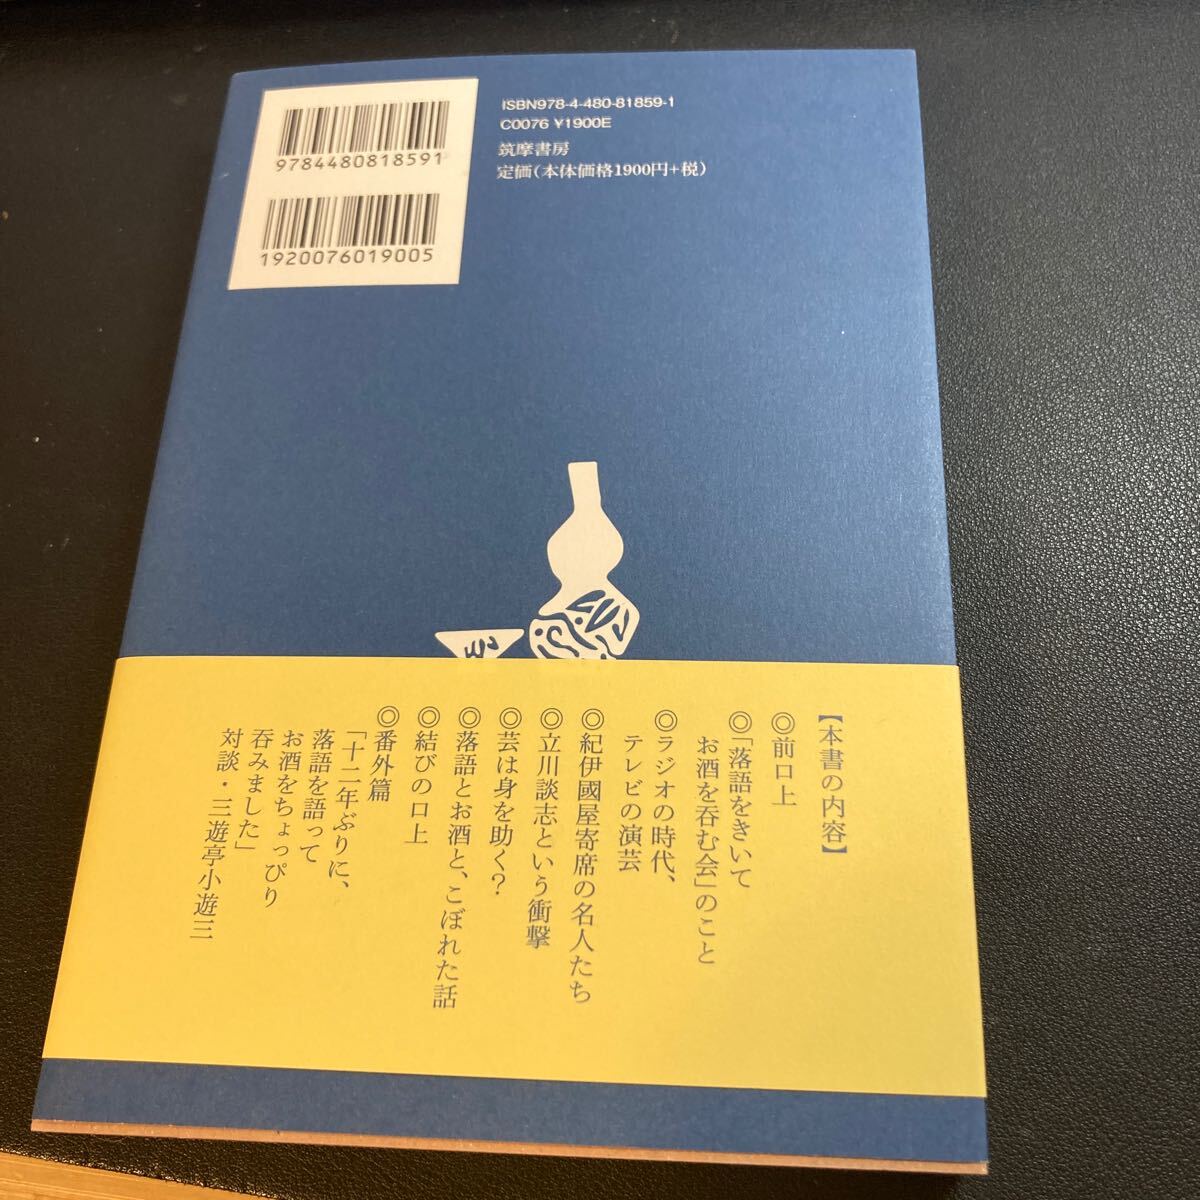 9784480818591
1920076019005
ISBN978-4-480-81859-1
C0076 ¥1900E
筑摩書房
定価(本体価格1900円+税)
【本書の内容】
◎前口上
◎「落語をきいて
お酒を呑む会」のこと
◎ラジオの時代、
テレビの演芸
◎紀伊國屋寄席の名人たち
◎立川談志という衝撃
◎芸は身を助く?
◎落語とお酒と、こぼれた話
◎結びの口上
◎番外篇
「十二年ぶりに、
落語を語って
お酒をちょっぴり
呑みました」
対談・三遊亭小遊三